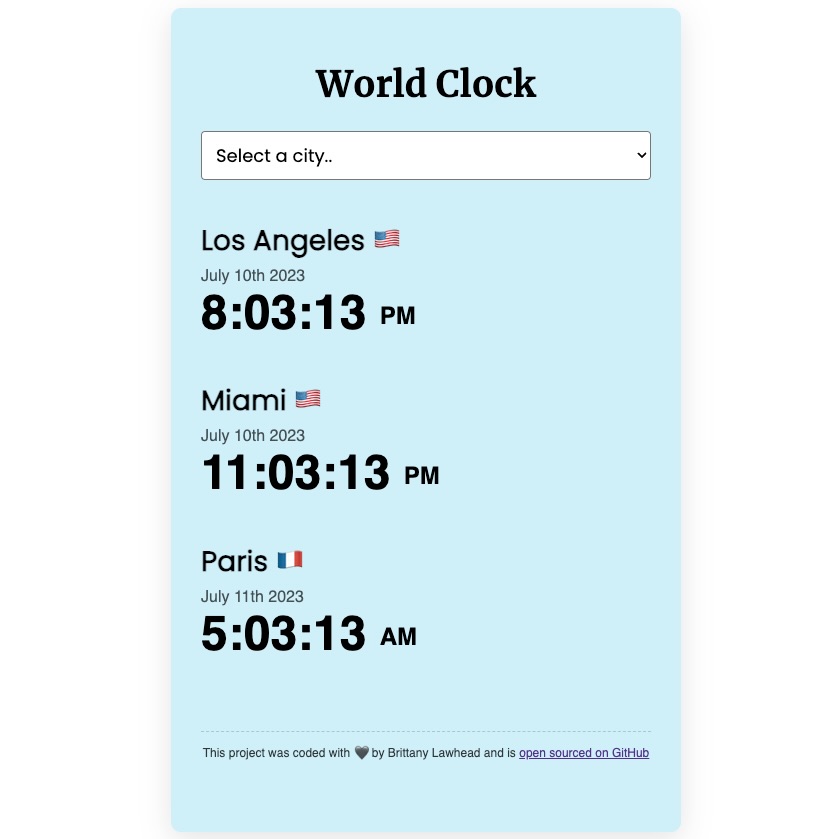 World Clock
Select a city..
Los Angeles 🇺🇸
July 10th 2023
8:03:13 PM
Miami 🇺🇸
July 10th 2023
11:03:13 PM
Paris 🇫🇷
July 11th 2023
5:03:13 AM
This project was coded with 🖤 by Brittany Lawhead and is open sourced on GitHub